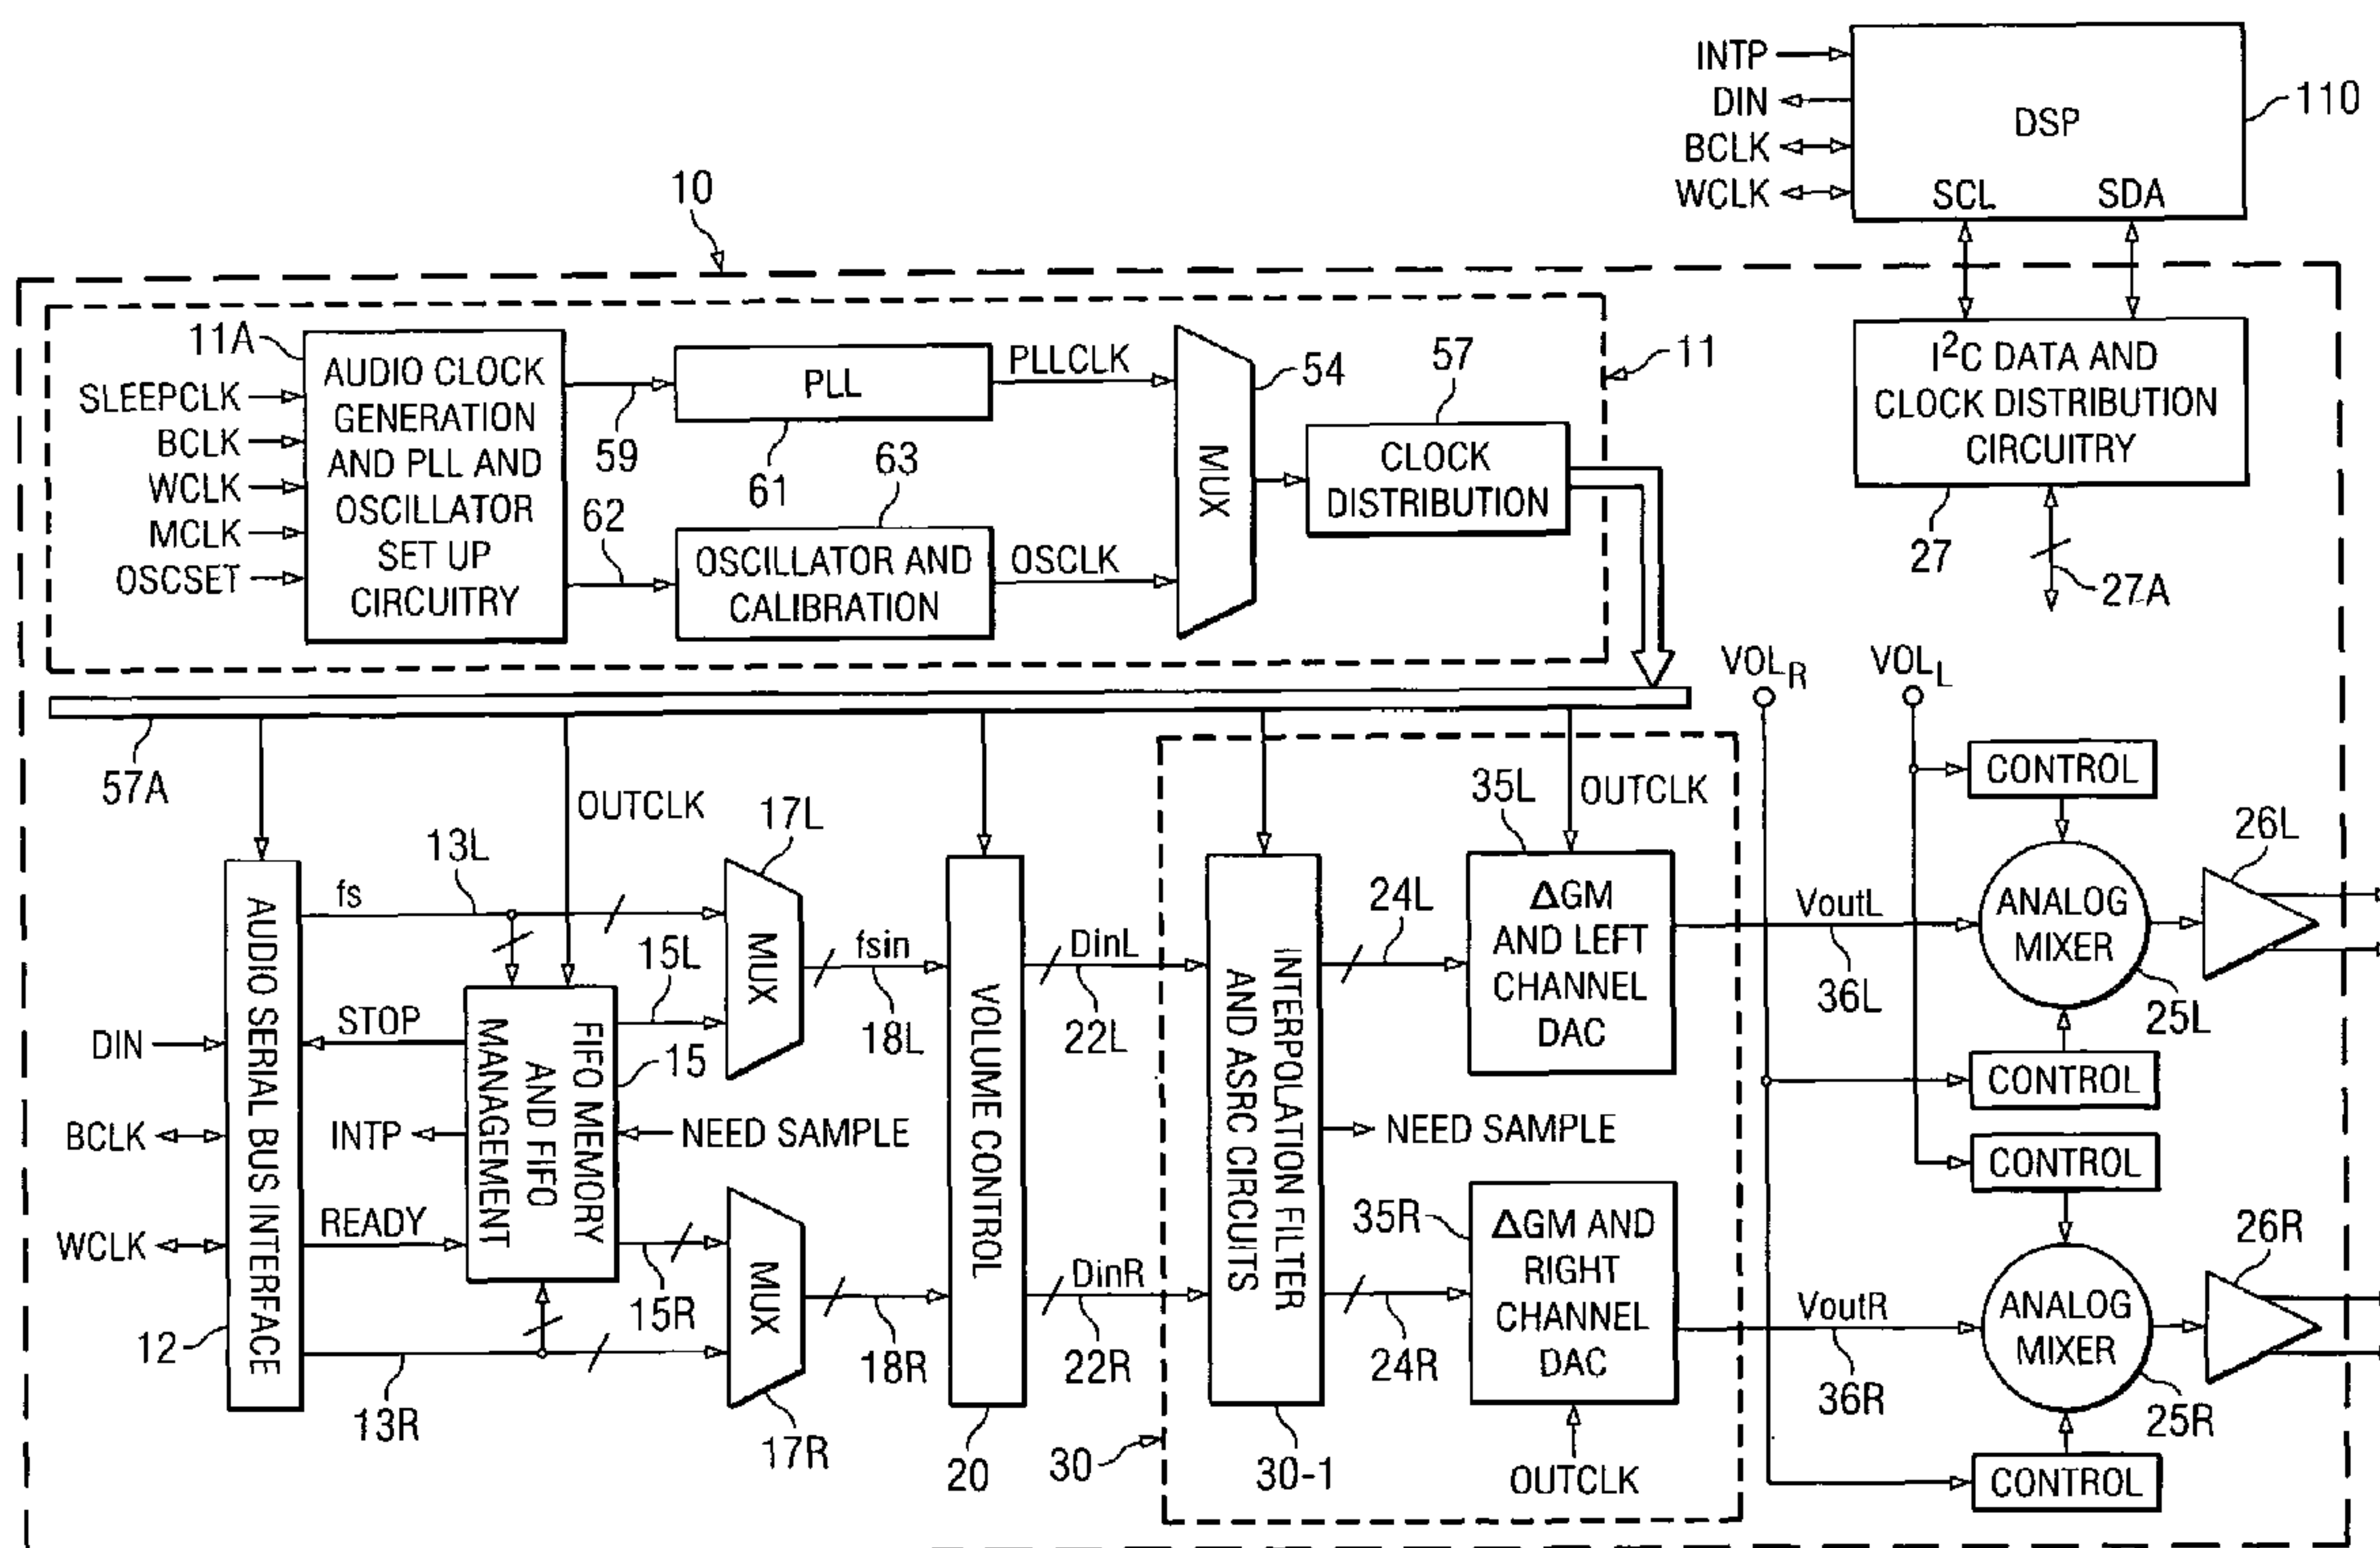 INTP
DIN
BCLK
WCLK
DSP
SCL
SDA
110
10
11A
SLEEPCLK
BCLK
WCLK
MCLK
OSCSET
AUDIO CLOCK
GENERATION
AND PLL AND
OSCILLATOR
SET UP
CIRCUITRY
59
62
PLL
61
63
OSCILLATOR AND
CALIBRATION
PLLCLK
OSCLK
MUX
54
57
CLOCK
DISTRIBUTION
11
I²C DATA AND
CLOCK DISTRIBUTION
CIRCUITRY
27
27A
57A
OUTCLK
VOL_R
VOL_L
DIN
BCLK
WCLK
AUDIO SERIAL BUS INTERFACE
12
fs
13L
STOP
INTP
READY
13R
FIFO MEMORY
AND FIFO
MANAGEMENT
15
15L
NEED SAMPLE
15R
17L
MUX
MUX
17R
fsin
18L
18R
VOLUME CONTROL
20
DinL
22L
DinR
22R
30
INTERPOLATION FILTER
AND ASRC CIRCUITS
30-1
24L
NEED SAMPLE
24R
35L
OUTCLK
ΔGM
AND LEFT
CHANNEL
DAC
35R
ΔGM AND
RIGHT
CHANNEL
DAC
OUTCLK
VoutL
36L
VoutR
36R
CONTROL
ANALOG
MIXER
25L
26L
CONTROL
CONTROL
ANALOG
MIXER
25R
26R
CONTROL